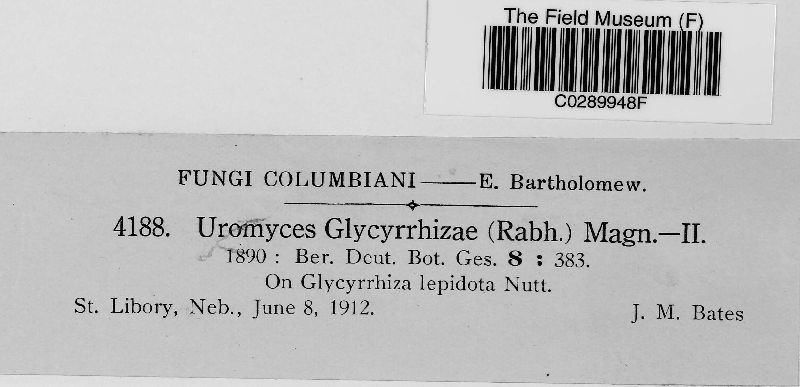 The Field Museum (F)
C0289948F
FUNGI COLUMBIANI——E. Bartholomew.
4188. Uromyces Glycyrrhizae (Rabh.) Magn.—II.
1890 : Ber. Dcut. Bot. Ges. 8 : 383.
On Glycyrrhiza lepidota Nutt.
St. Libory, Neb., June 8, 1912. J. M. Bates